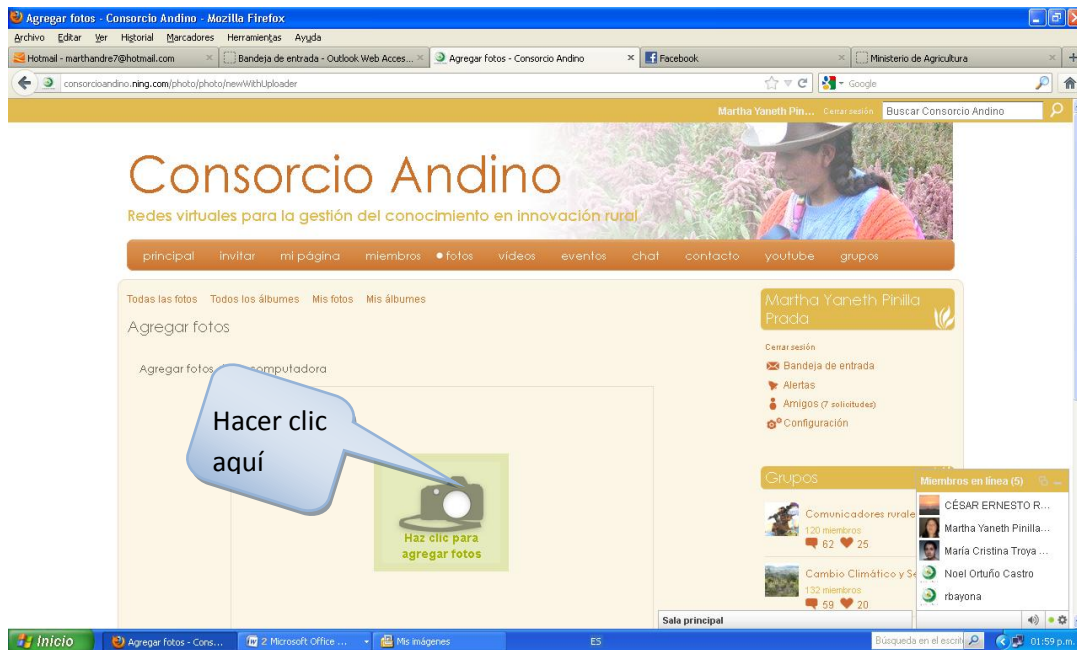 Agregar fotos - Consorcio Andino - Mozilla Firefox
Archivo Editar Ver Historial Marcadores Herramientas Ayuda
Hotmail - marthandre7@hotmail.com
Bandeja de entrada - Outlook Web Acces...
Agregar fotos - Consorcio Andino
Facebook
Ministerio de Agricultura
consorcioandino.ning.com/photo/photo/newWithUploader
Google
Martha Yaneth Pin... Cerrar sesión Buscar Consorcio Andino
Consorcio Andino
Redes virtuales para la gestión del conocimiento en innovación rural
principal invitar mi página miembros fotos vídeos eventos chat contacto youtube grupos
Todas las fotos Todos los álbumes Mis fotos Mis álbumes
Agregar fotos
Agregar fotos computadora
Hacer clic
aquí
Haz clic para
agregar fotos
Martha Yaneth Pinilla
Prada
Cerrar sesión
Bandeja de entrada
Alertas
Amigos (7 solicitudes)
Configuración
Grupos
Comunicadores rurale
120 miembros
62 25
Cambio Climático y Se
132 miembros
59 20
Miembros en línea (5)
CÉSAR ERNESTO R...
Martha Yaneth Pinilla...
María Cristina Troya ...
Noel Ortuño Castro
rbayona
Sala principal
Inicio
Agregar fotos - Cons...
2 Microsoft Office ...
Mis imágenes
ES
Búsqueda en el escrit
01:59 p.m.